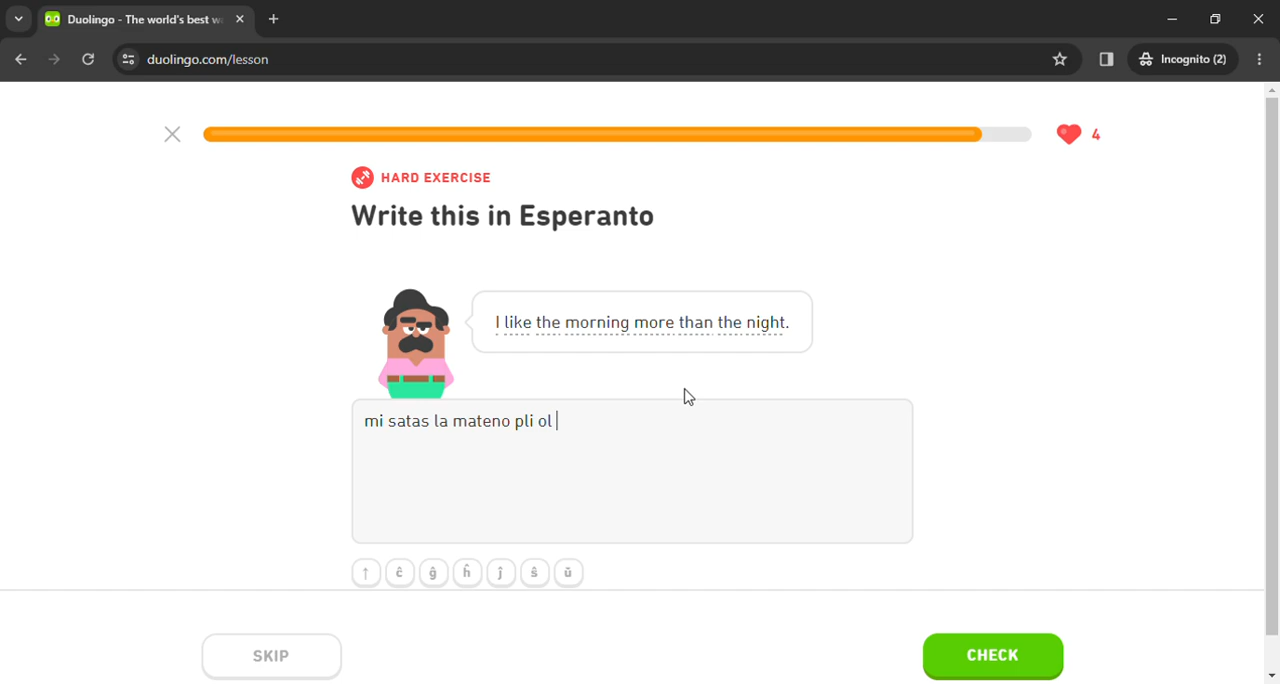 Duolingo - The world's best w
duolingo.com/lesson
Incognito (2)
4
HARD EXERCISE
Write this in Esperanto
I like the morning more than the night.
mi satas la mateno pli ol
↑ ĉ ĝ ĥ ĵ ŝ ŭ
SKIP
CHECK